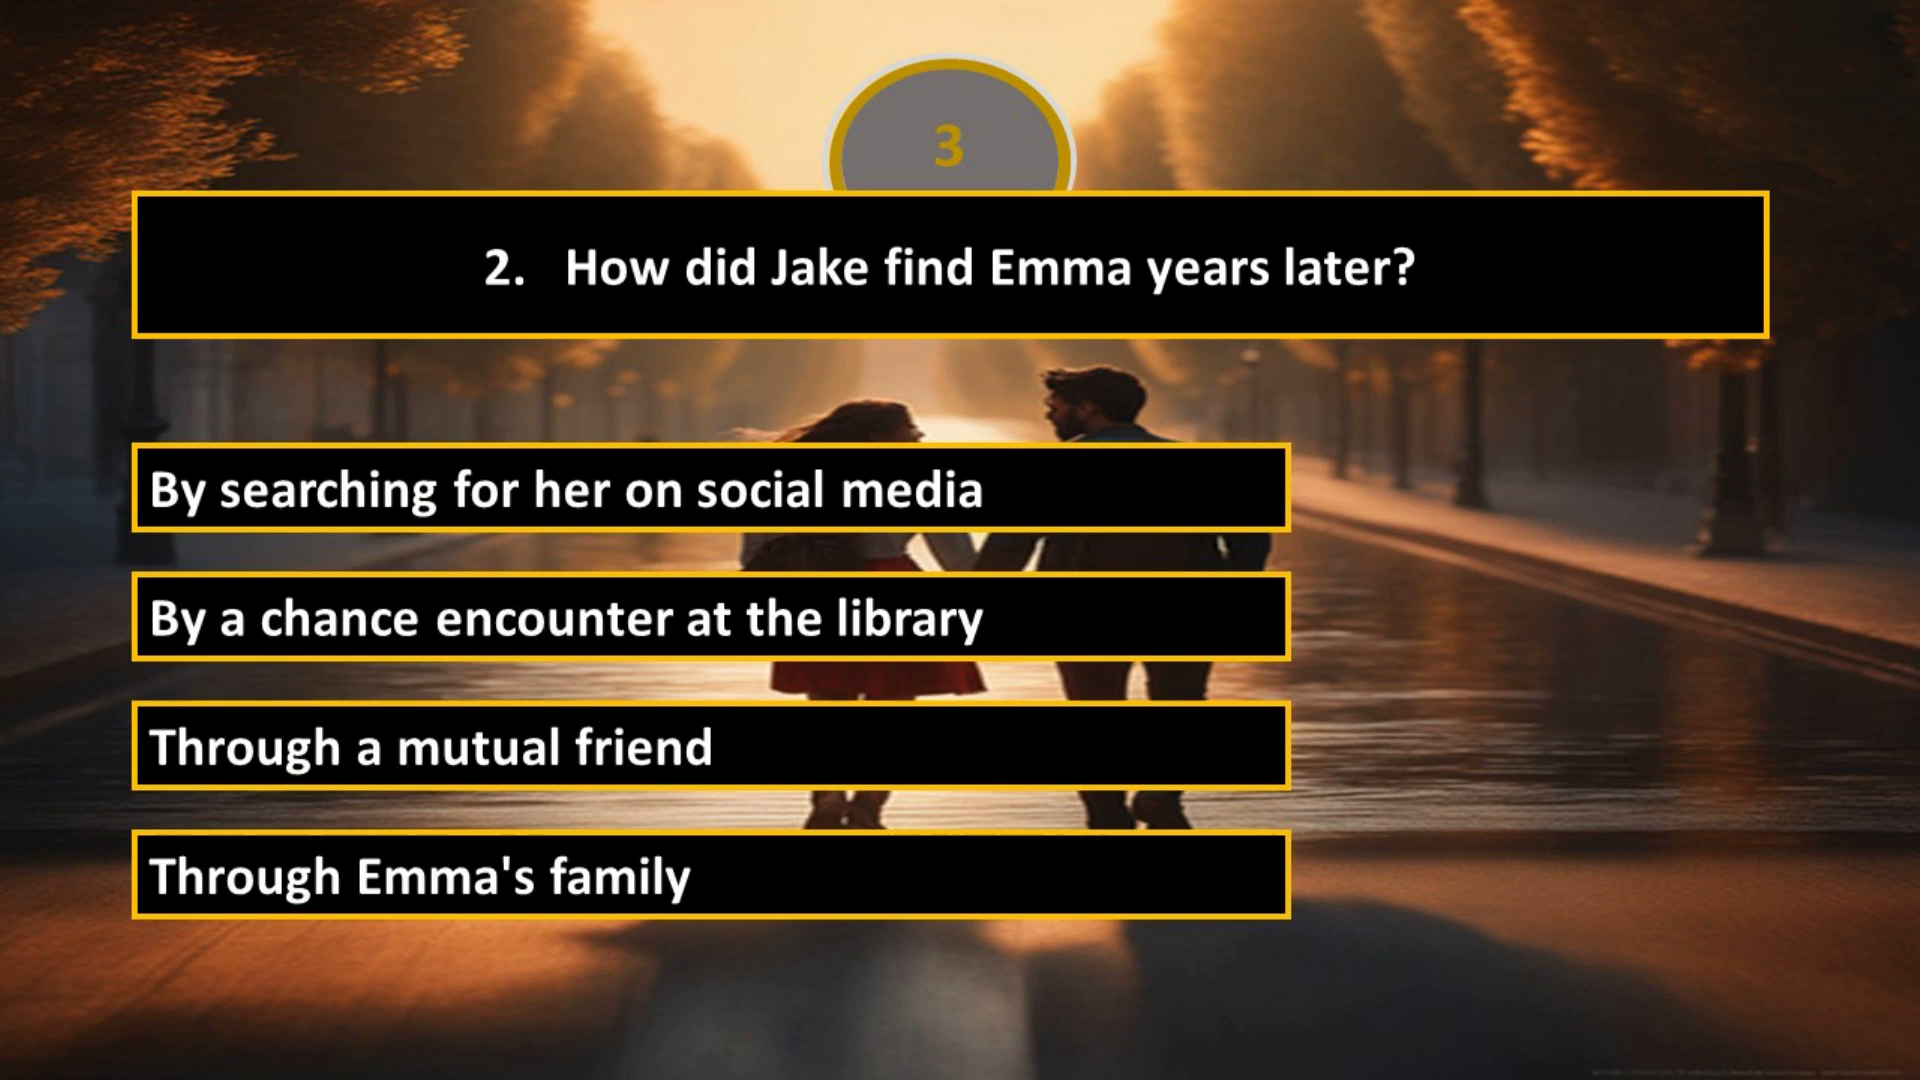 3
2. How did Jake find Emma years later?
By searching for her on social media
By a chance encounter at the library
Through a mutual friend
Through Emma's family